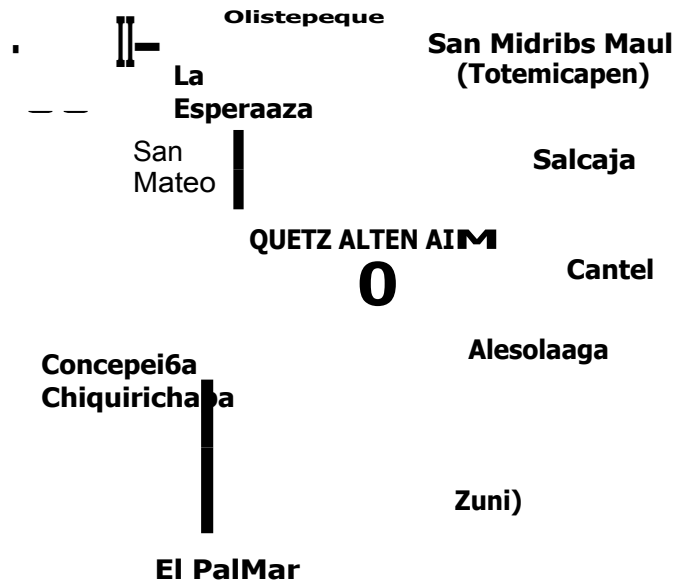 Olistepeque
San Midribs Maul
(Totemicapen)
La
Esperaaza
San
Mateo
Salcaja
QUETZ ALTEN AIM
0
Cantel
Alesolaaga
Concepei6a
Chiquirichaba
Zuni)
El PalMar